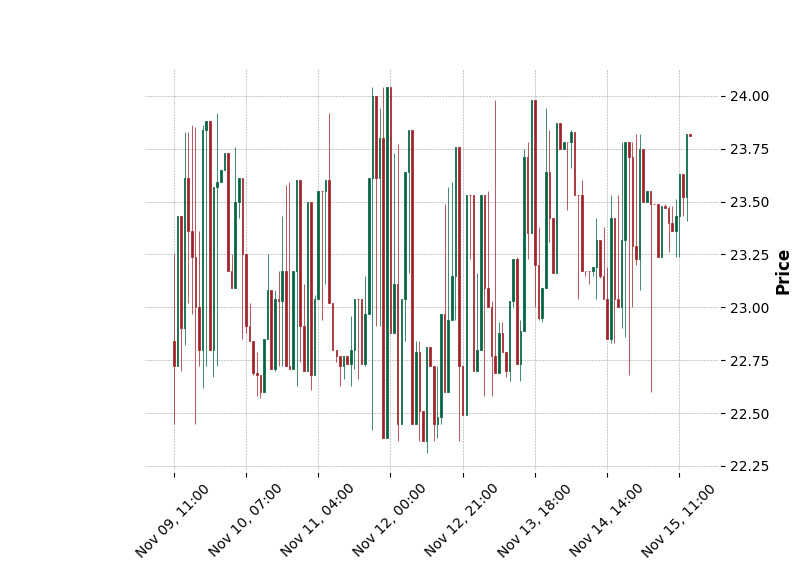 24.00
23.75
23.50
23.25
23.00
22.75
22.50
22.25
Price
Nov 09, 11:00
Nov 10, 07:00
Nov 11, 04:00
Nov 12, 00:00
Nov 12, 21:00
Nov 13, 18:00
Nov 14, 14:00
Nov 15, 11:00